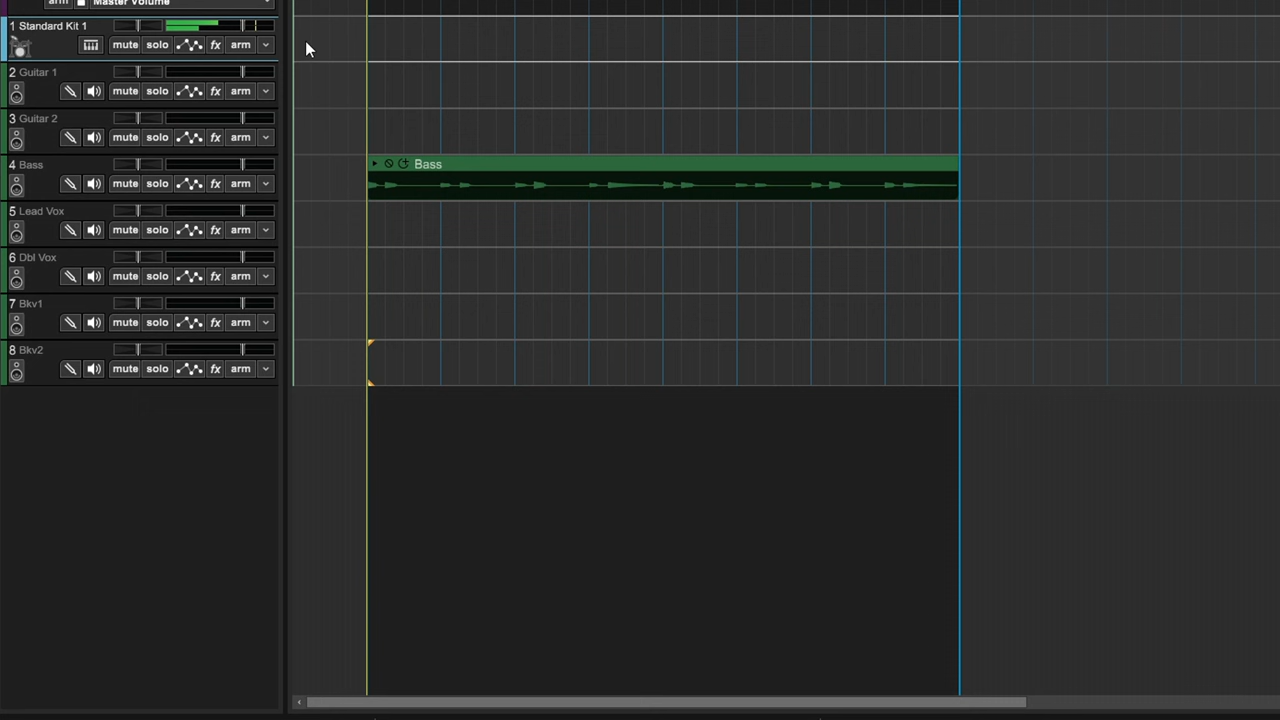 arm Master Volume
1 Standard Kit 1
mute solo fx arm
2 Guitar 1
mute solo fx arm
3 Guitar 2
mute solo fx arm
4 Bass
mute solo fx arm
Bass
5 Lead Vox
mute solo fx arm
6 Dbl Vox
mute solo fx arm
7 Bkv1
mute solo fx arm
8 Bkv2
mute solo fx arm